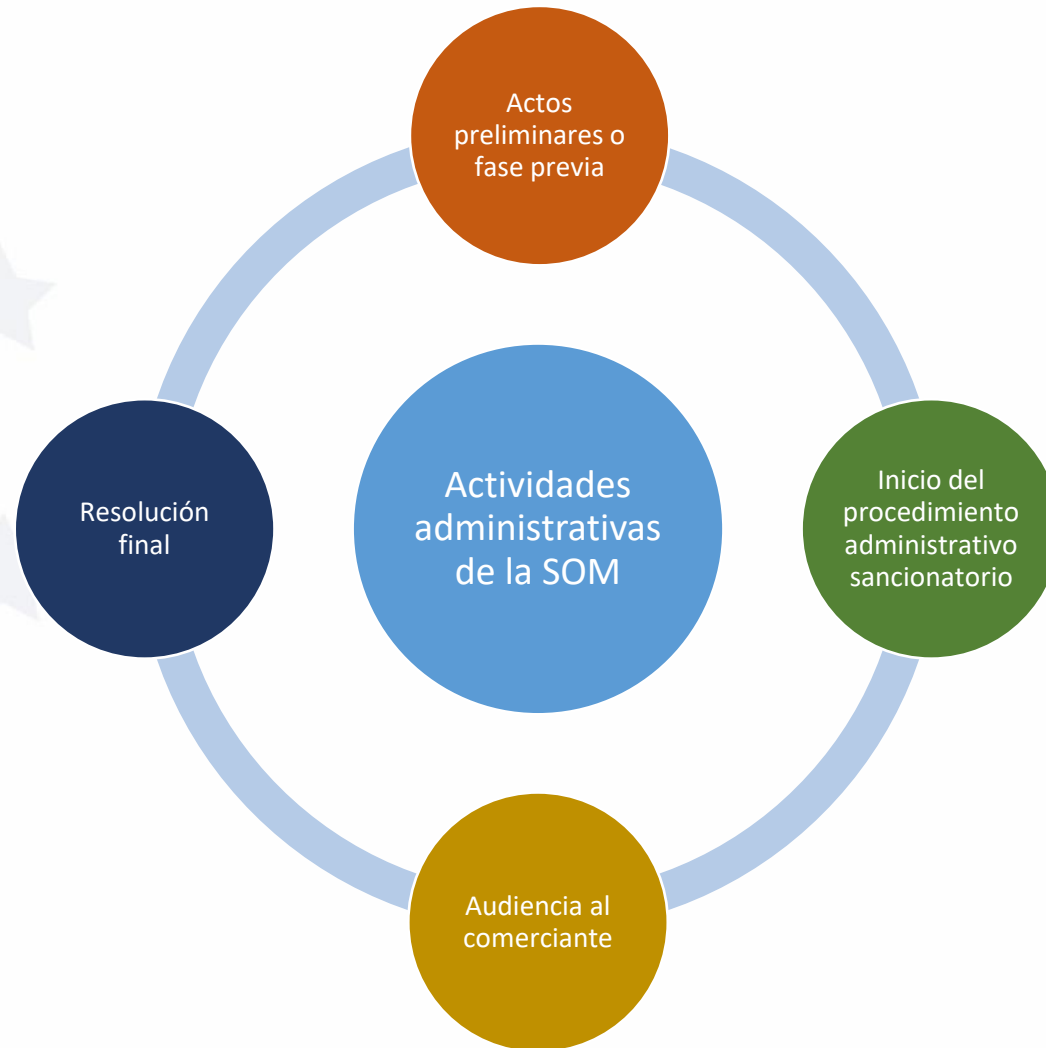 Actos
preliminares o
fase previa
Inicio del
procedimiento
administrativo
sancionatorio
Audiencia al
comerciante
Resolución
final
Actividades
administrativas
de la SOM